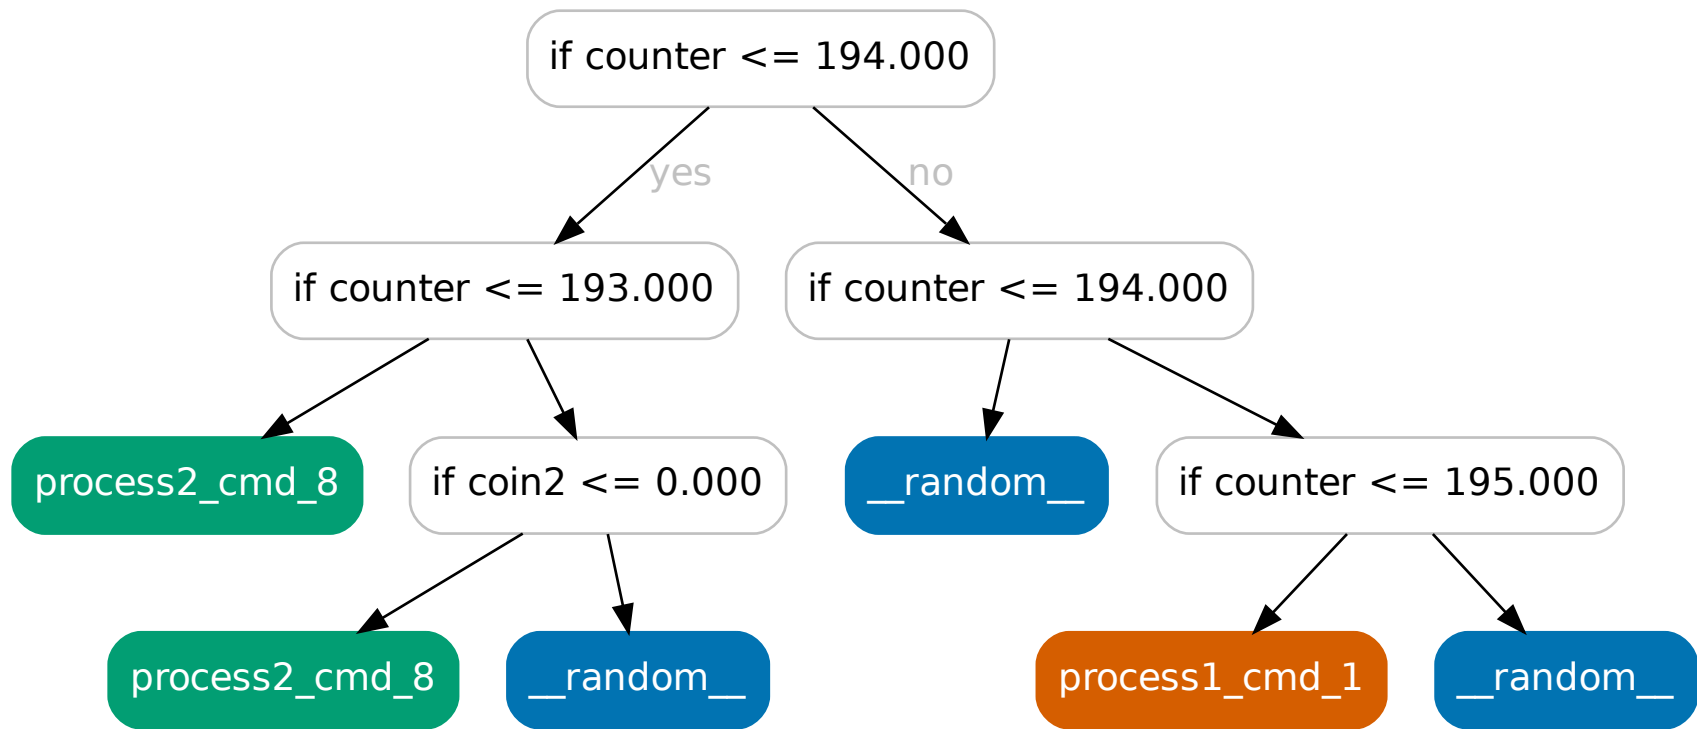 if counter <= 194.000
yes
no
if counter <= 193.000
if counter <= 194.000
process2_cmd_8
if coin2 <= 0.000
__random__
if counter <= 195.000
process2_cmd_8
__random__
process1_cmd_1
__random__